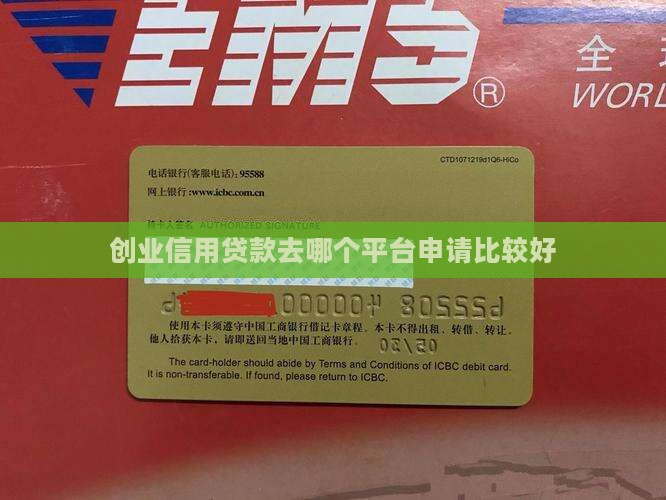 EMS®
全 球
WORL
CTD1071219d1Q6-HiCo
电话银行(客服电话):95588
网上银行:www.icbc.com.cn
持卡人签名 AUTHORIZED SIGNATURE
创业信用贷款去哪个平台申请比较好
使用本卡须遵守中国工商银行借记卡章程。本卡不得出租、转借、转让。
他人拾获本卡,请即送回当地中国工商银行。
The card-holder should abide by Terms and Conditions of ICBC debit card.
It is non-transferable. If found, please return to ICBC.